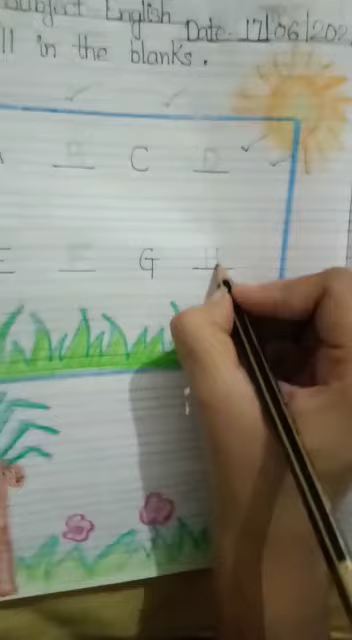 Subject English
Date 17/06/202
ll in the blanks.
A B C D
E F G H